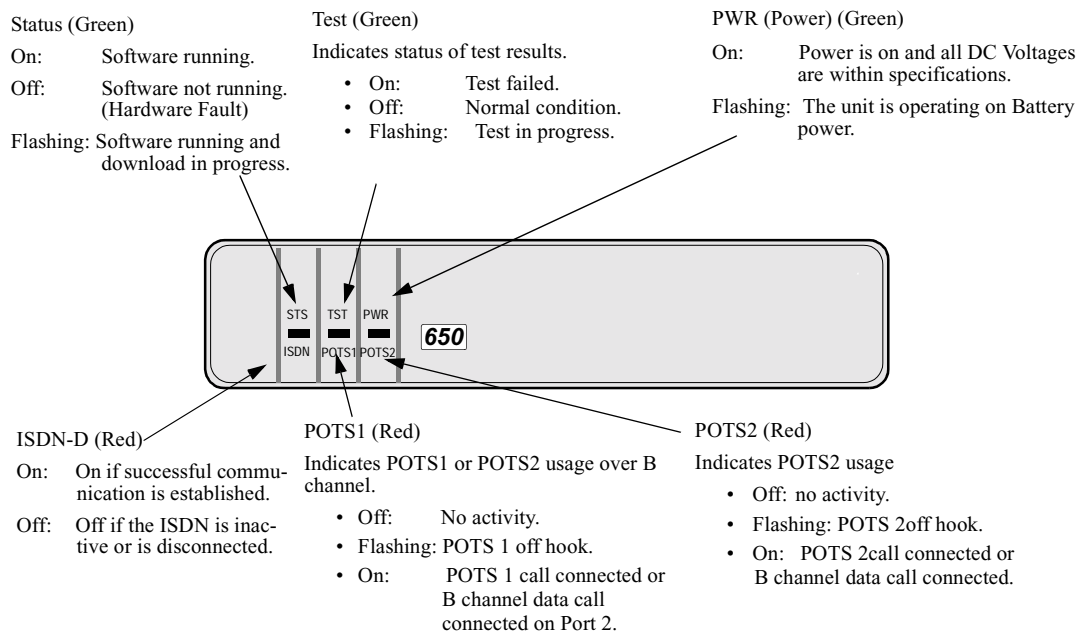 Status (Green)
On: Software running.
Off: Software not running.
(Hardware Fault)
Flashing: Software running and
download in progress.
Test (Green)
Indicates status of test results.
• On: Test failed.
• Off: Normal condition.
• Flashing: Test in progress.
PWR (Power) (Green)
On: Power is on and all DC Voltages
are within specifications.
Flashing: The unit is operating on Battery
power.
STS TST PWR
ISDN POTS1 POTS2
650
ISDN-D (Red)
On: On if successful commu-
nication is established.
Off: Off if the ISDN is inac-
tive or is disconnected.
POTS1 (Red)
Indicates POTS1 or POTS2 usage over B
channel.
• Off: No activity.
• Flashing: POTS 1 off hook.
• On: POTS 1 call connected or
B channel data call
connected on Port 2.
POTS2 (Red)
Indicates POTS2 usage
• Off: no activity.
• Flashing: POTS 2off hook.
• On: POTS 2call connected or
B channel data call connected.